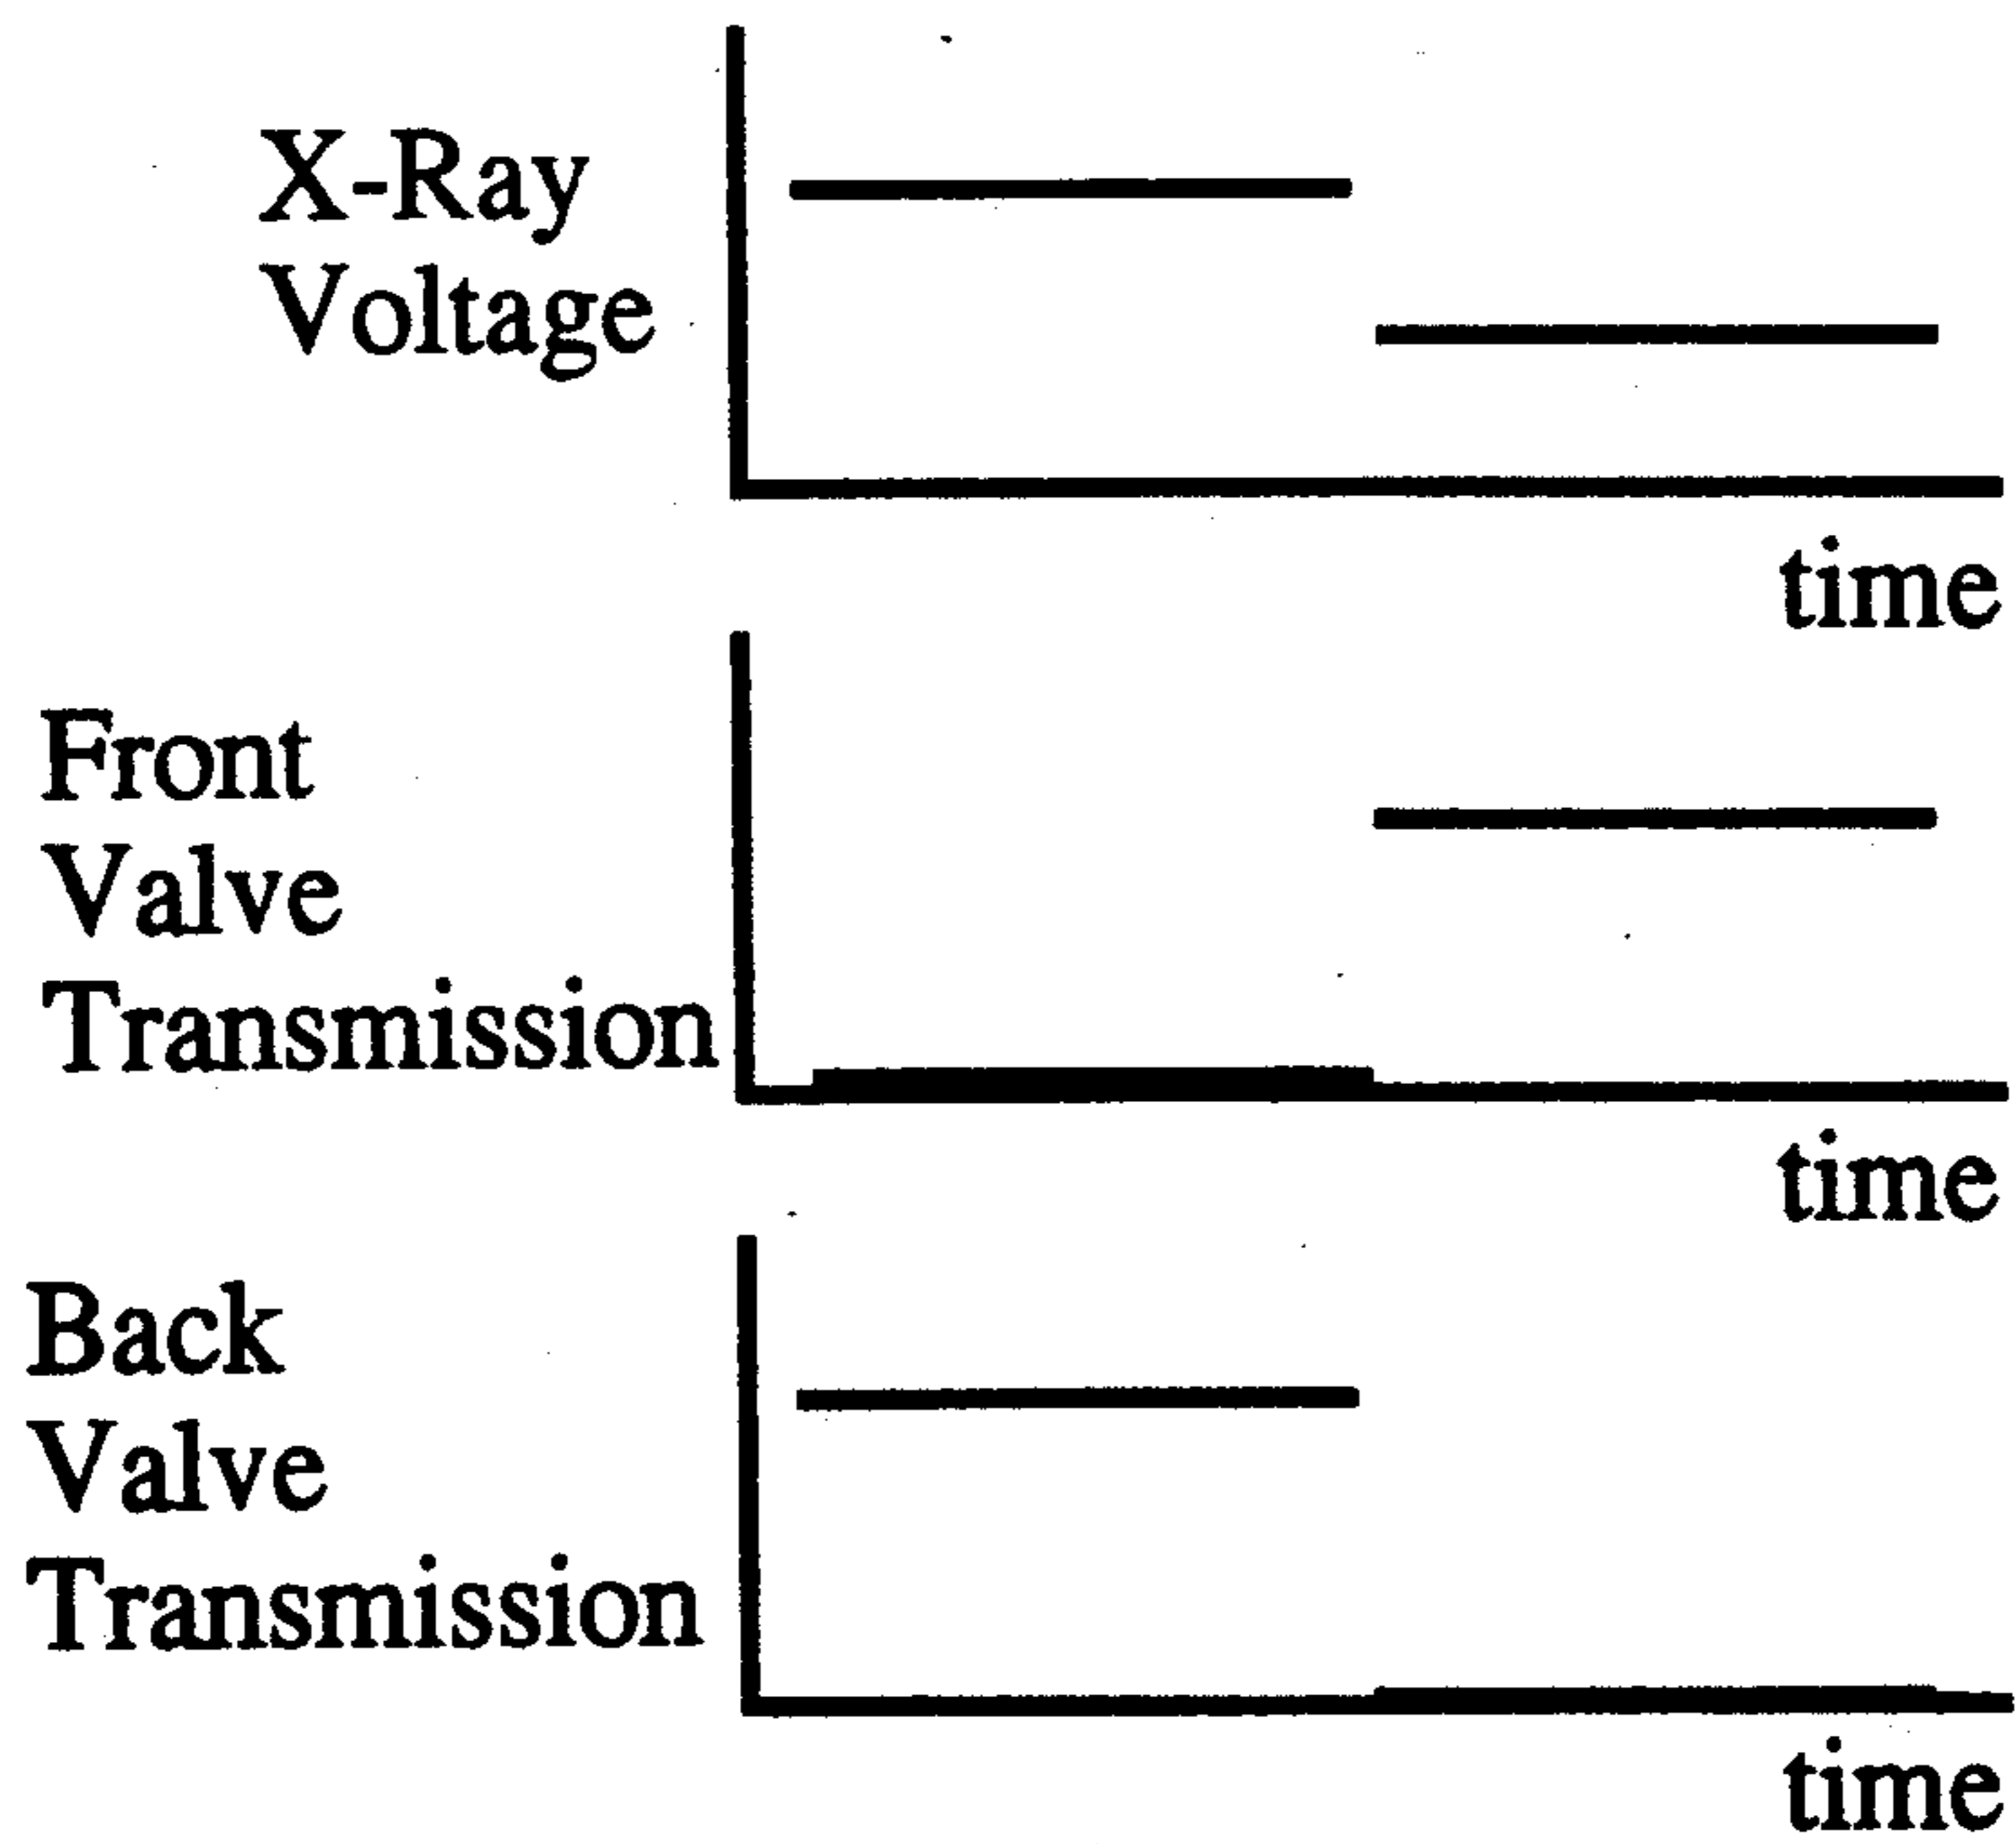 X-Ray
Voltage
time
Front
Valve
Transmission
time
Back
Valve
Transmission
time